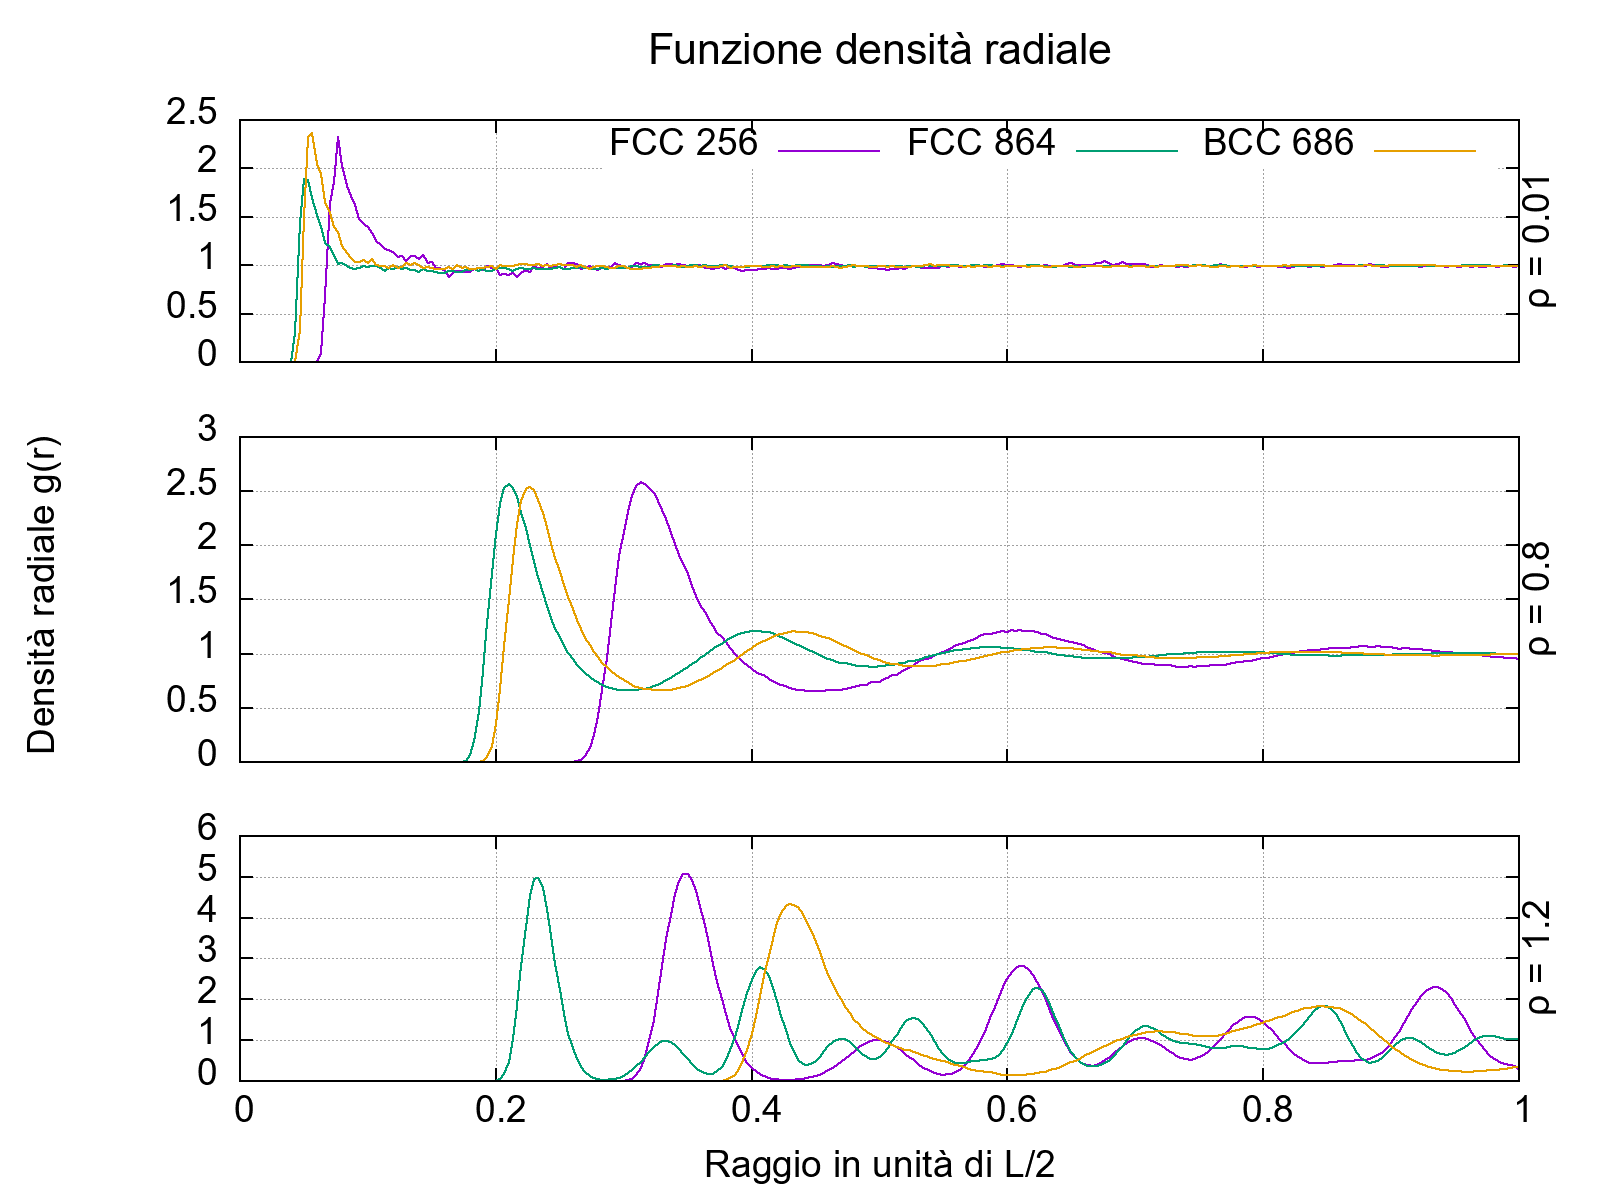 Funzione densità radiale
FCC 256 FCC 864 BCC 686
2.5
2
1.5
1
0.5
0
ρ = 0.01
Densità radiale g(r)
3
2.5
2
1.5
1
0.5
0
ρ = 0.8
6
5
4
3
2
1
0
ρ = 1.2
0 0.2 0.4 0.6 0.8 1
Raggio in unità di L/2